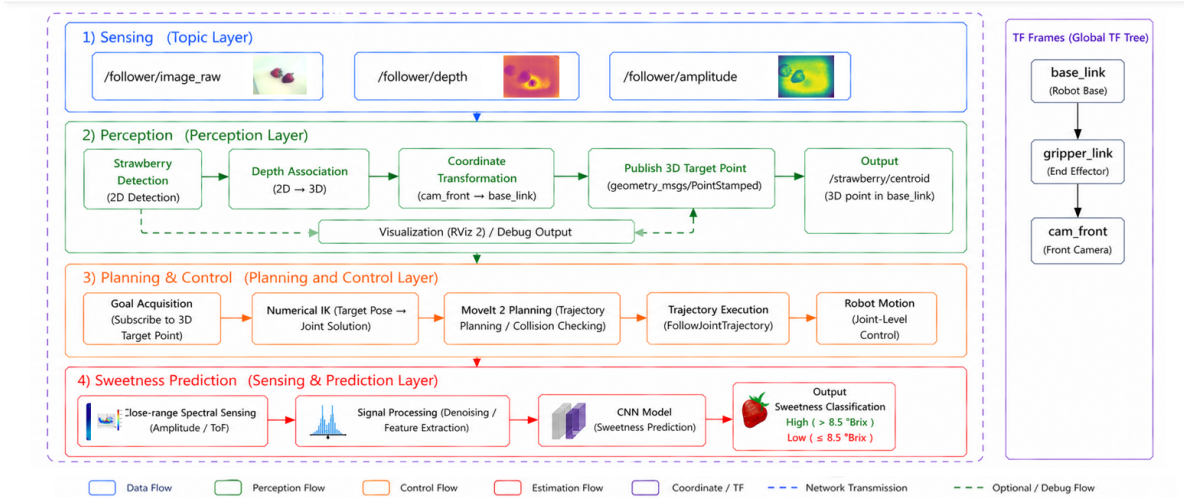 1) Sensing (Topic Layer)
/follower/image_raw
/follower/depth
/follower/amplitude
2) Perception (Perception Layer)
Strawberry
Detection
(2D Detection)
Depth Association
(2D → 3D)
Coordinate
Transformation
(cam_front → base_link)
Publish 3D Target Point
(geometry_msgs/PointStamped)
Output
/strawberry/centroid
(3D point in base_link)
Visualization (RViz 2) / Debug Output
3) Planning & Control (Planning and Control Layer)
Goal Acquisition
(Subscribe to 3D
Target Point)
Numerical IK (Target Pose →
Joint Solution)
MoveIt 2 Planning (Trajectory
Planning / Collision Checking)
Trajectory Execution
(FollowJointTrajectory)
Robot Motion
(Joint-Level
Control)
4) Sweetness Prediction (Sensing & Prediction Layer)
Close-range Spectral Sensing
(Amplitude / ToF)
Signal Processing (Denoising /
Feature Extraction)
CNN Model
(Sweetness Prediction)
Output
Sweetness Classification
High ( > 8.5 °Brix )
Low ( ≤ 8.5 °Brix )
TF Frames (Global TF Tree)
base_link
(Robot Base)
gripper_link
(End Effector)
cam_front
(Front Camera)
Data Flow
Perception Flow
Control Flow
Estimation Flow
Coordinate / TF
Network Transmission
Optional / Debug Flow